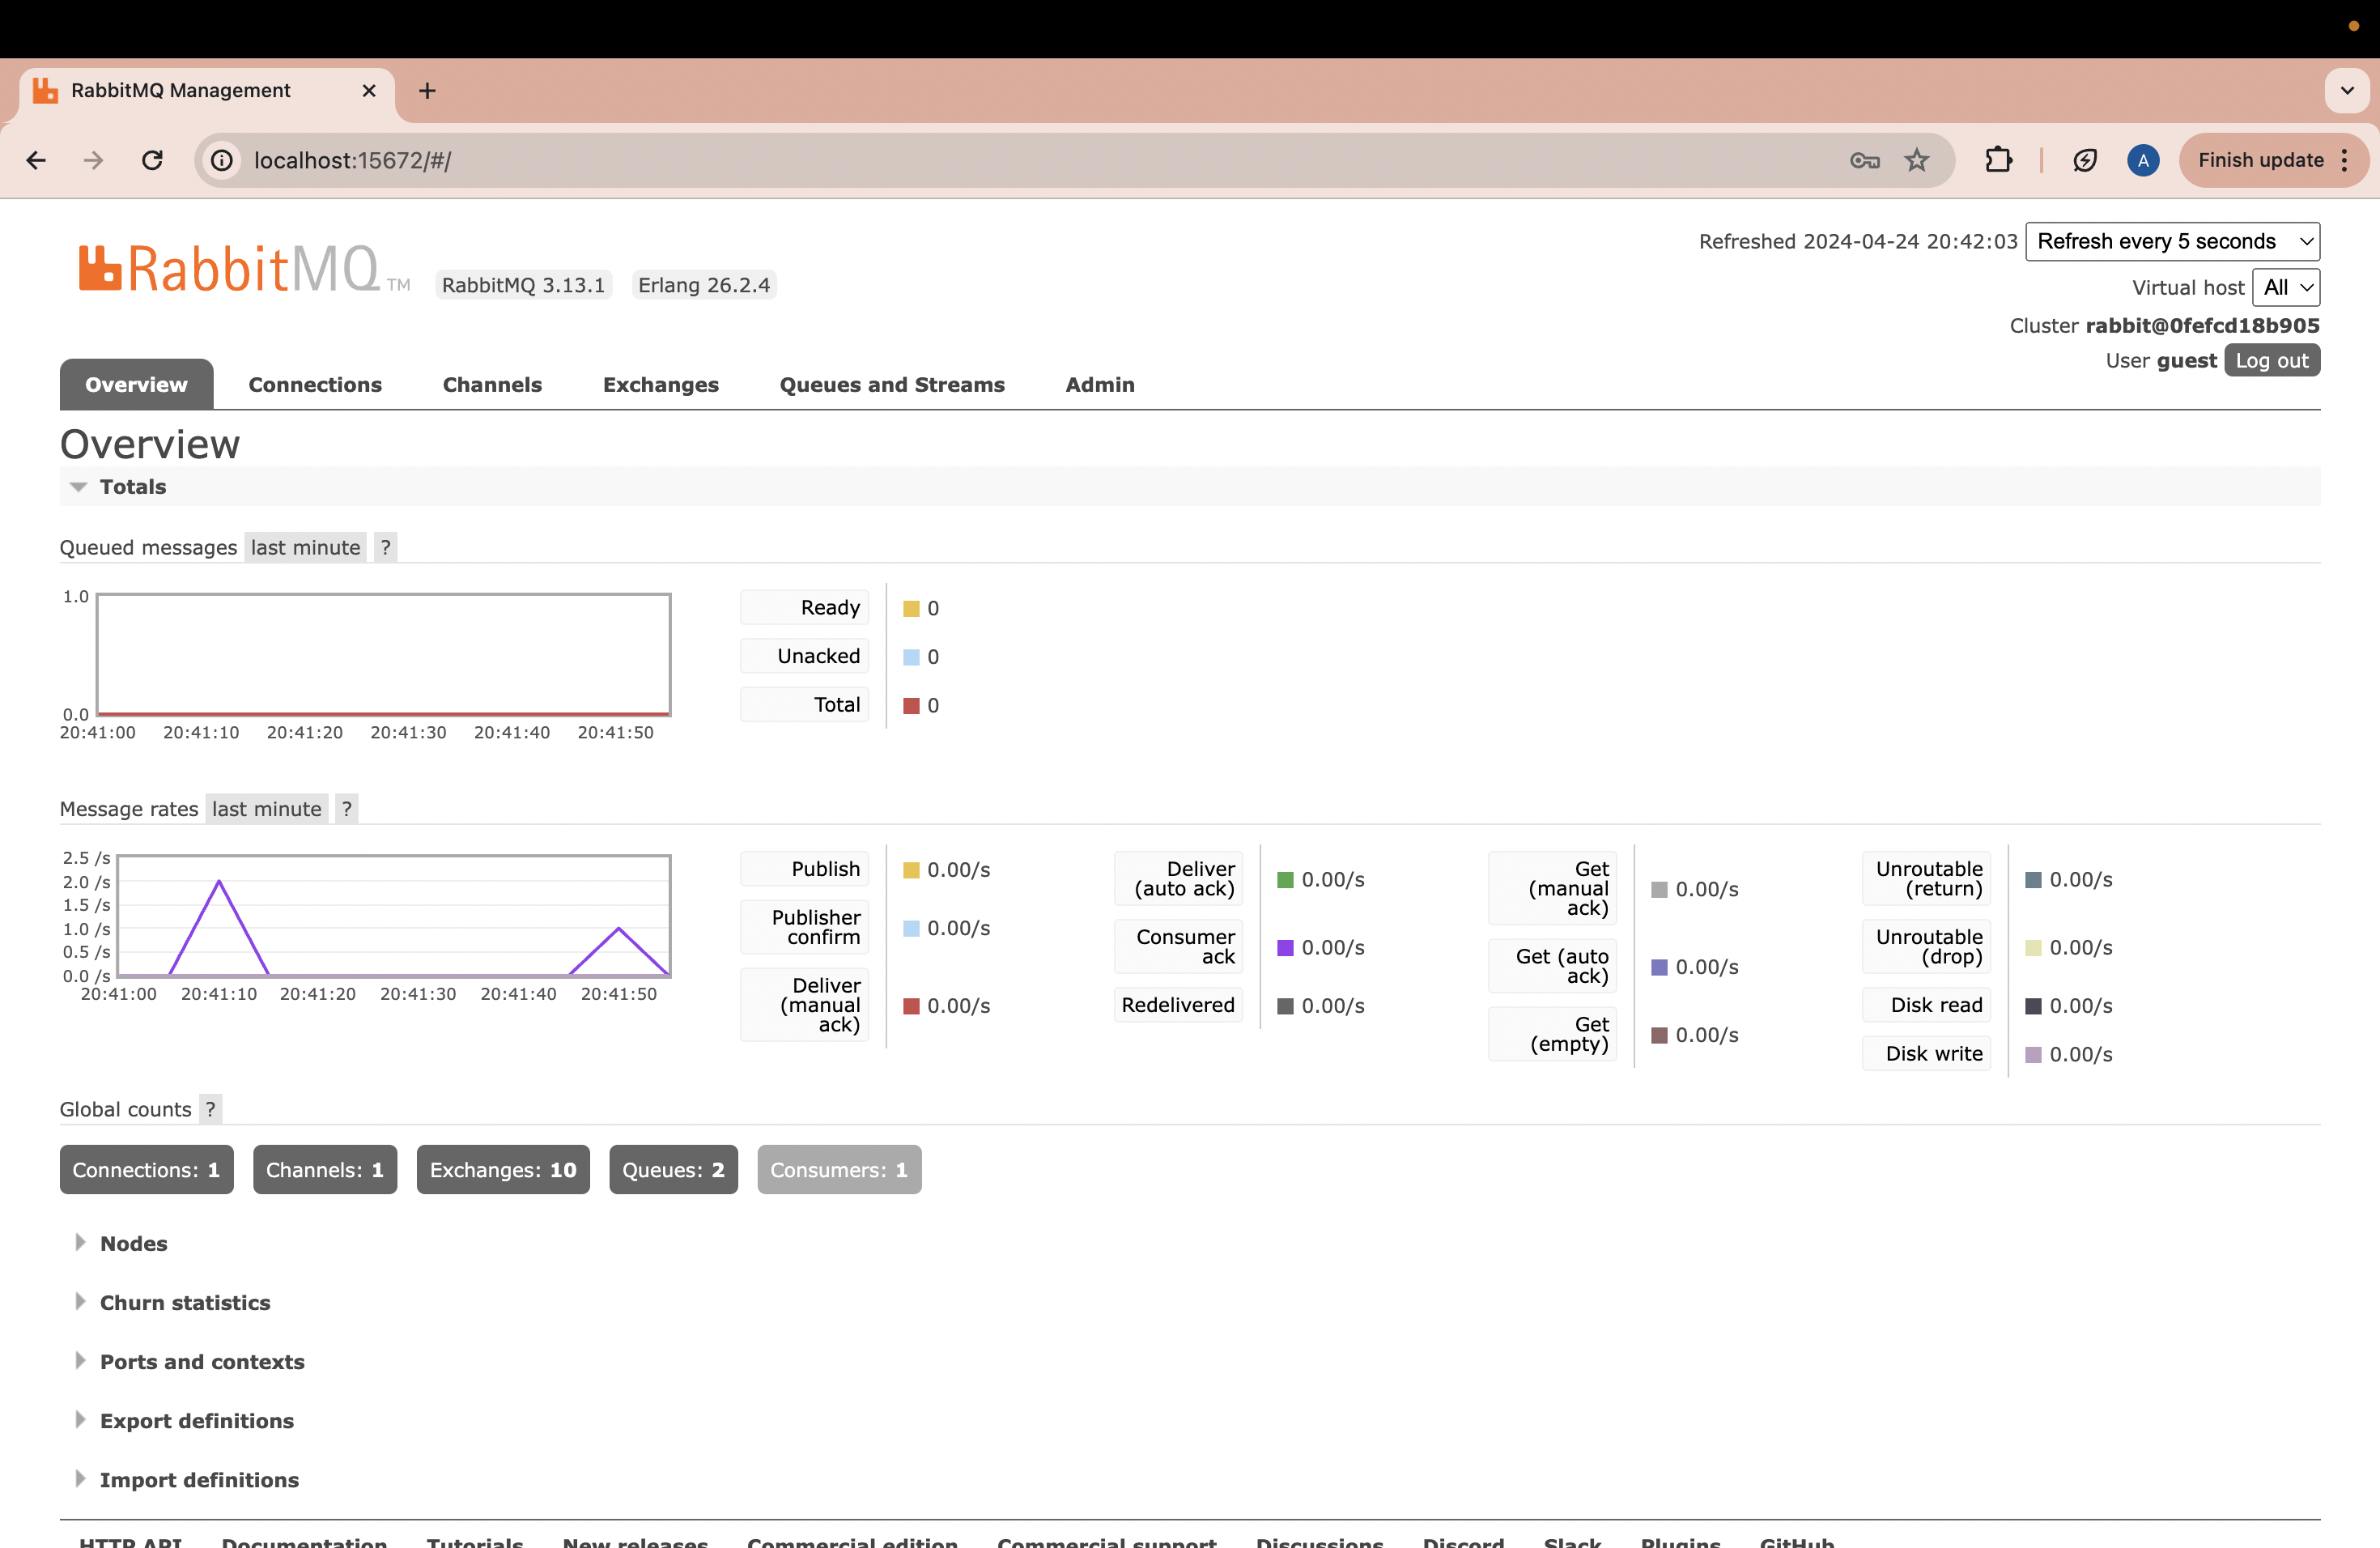 RabbitMQ Management
localhost:15672/#/
A
Finish update
RabbitMQ TM
RabbitMQ 3.13.1
Erlang 26.2.4
Refreshed 2024-04-24 20:42:03
Refresh every 5 seconds
Virtual host
All
Cluster rabbit@0fefcd18b905
User guest
Log out
Overview
Connections
Channels
Exchanges
Queues and Streams
Admin
Overview
Totals
Queued messages last minute ?
1.0
0.0
20:41:00 20:41:10 20:41:20 20:41:30 20:41:40 20:41:50
Ready
0
Unacked
0
Total
0
Message rates last minute ?
2.5 /s
2.0 /s
1.5 /s
1.0 /s
0.5 /s
0.0 /s
20:41:00 20:41:10 20:41:20 20:41:30 20:41:40 20:41:50
Publish
0.00/s
Publisher
confirm
0.00/s
Deliver
(manual
ack)
0.00/s
Deliver
(auto ack)
0.00/s
Consumer
ack
0.00/s
Redelivered
0.00/s
Get
(manual
ack)
0.00/s
Get (auto
ack)
0.00/s
Get
(empty)
0.00/s
Unroutable
(return)
0.00/s
Unroutable
(drop)
0.00/s
Disk read
0.00/s
Disk write
0.00/s
Global counts ?
Connections: 1
Channels: 1
Exchanges: 10
Queues: 2
Consumers: 1
Nodes
Churn statistics
Ports and contexts
Export definitions
Import definitions
HTTP API Documentation Tutorials New releases Commercial edition Commercial support Discussions Discord Slack Plugins GitHub